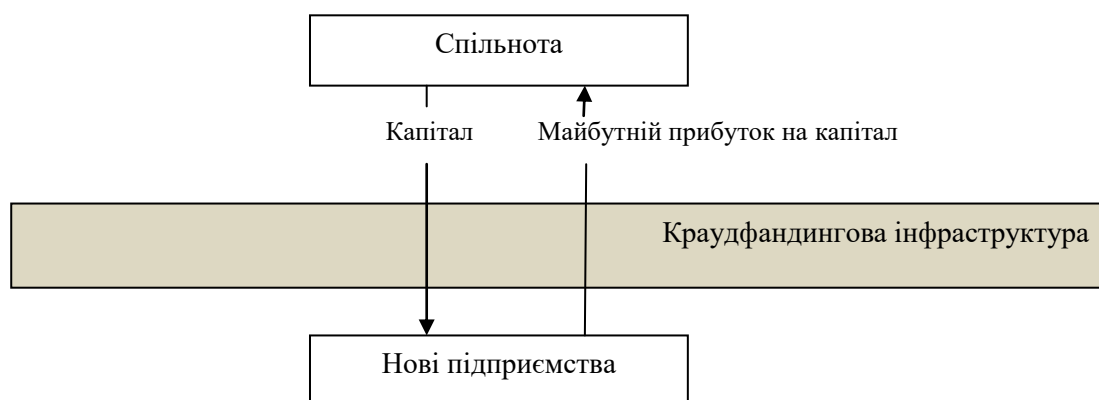 Спільнота
Капітал
Майбутній прибуток на капітал
Краудфандингова інфраструктура
Нові підприємства